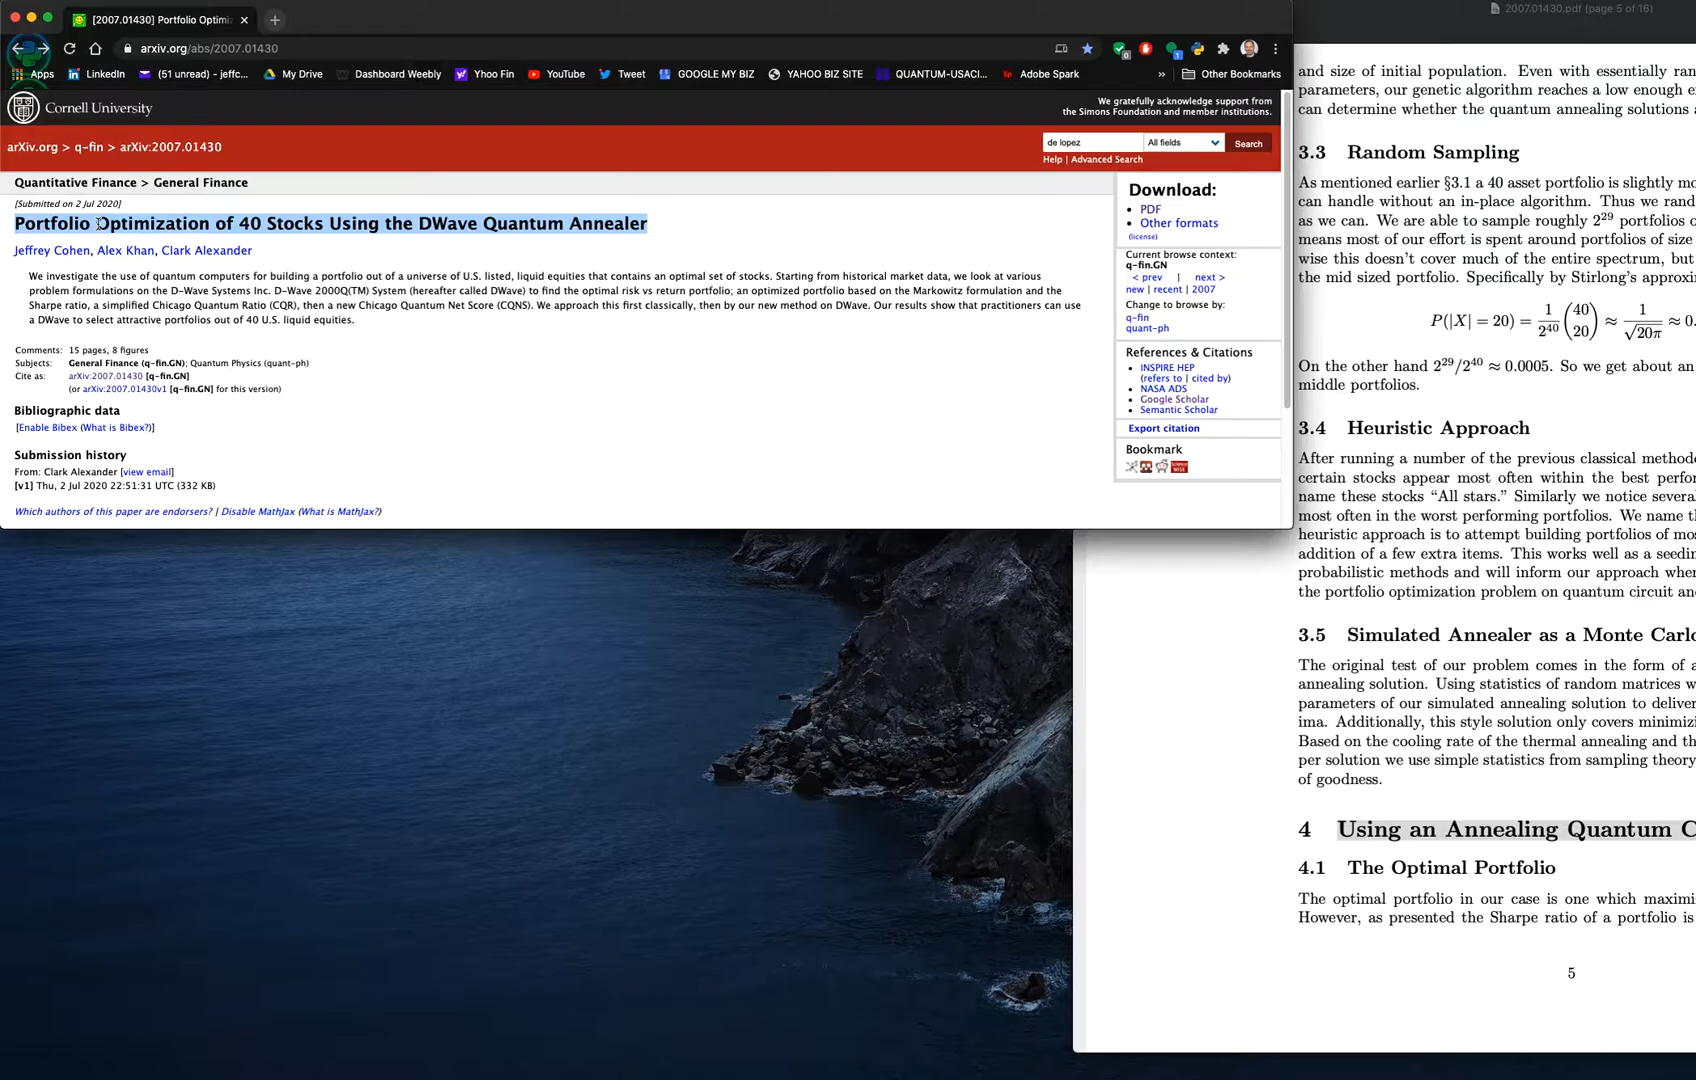 [2007.01430] Portfolio Optimi
2007.01430.pdf (page 5 of 16)
arxiv.org/abs/2007.01430
Apps
LinkedIn
(51 unread) - jeffc...
My Drive
Dashboard Weekly
Yhoo Fin
YouTube
Tweet
GOOGLE MY BIZ
YAHOO BIZ SITE
QUANTUM-USACI...
Adobe Spark
»
Other Bookmarks
Cornell University
We gratefully acknowledge support from
the Simons Foundation and member institutions.
arXiv.org > q-fin > arXiv:2007.01430
de lopez
All fields
Search
Help | Advanced Search
Quantitative Finance > General Finance
[Submitted on 2 Jul 2020]
Portfolio Optimization of 40 Stocks Using the DWave Quantum Annealer
Jeffrey Cohen, Alex Khan, Clark Alexander
We investigate the use of quantum computers for building a portfolio out of a universe of U.S. listed, liquid equities that contains an optimal set of stocks. Starting from historical market data, we look at various
problem formulations on the D-Wave Systems Inc. D-Wave 2000Q(TM) System (hereafter called DWave) to find the optimal risk vs return portfolio; an optimized portfolio based on the Markowitz formulation and the
Sharpe ratio, a simplified Chicago Quantum Ratio (CQR), then a new Chicago Quantum Net Score (CQNS). We approach this first classically, then by our new method on DWave. Our results show that practitioners can use
a DWave to select attractive portfolios out of 40 U.S. liquid equities.
Comments: 15 pages, 8 figures
Subjects: General Finance (q-fin.GN); Quantum Physics (quant-ph)
Cite as: arXiv:2007.01430 [q-fin.GN]
(or arXiv:2007.01430v1 [q-fin.GN] for this version)
Bibliographic data
[Enable Bibex (What is Bibex?)]
Submission history
From: Clark Alexander [view email]
[v1] Thu, 2 Jul 2020 22:51:31 UTC (332 KB)
Which authors of this paper are endorsers? | Disable MathJax (What is MathJax?)
Download:
PDF
Other formats
(license)
Current browse context:
q-fin.GN
< prev | next >
new | recent | 2007
Change to browse by:
q-fin
quant-ph
References & Citations
INSPIRE HEP
(refers to | cited by)
NASA ADS
Google Scholar
Semantic Scholar
Export citation
Bookmark
and size of initial population. Even with essentially ran
parameters, our genetic algorithm reaches a low enough e
can determine whether the quantum annealing solutions a
3.3 Random Sampling
As mentioned earlier §3.1 a 40 asset portfolio is slightly mo
can handle without an in-place algorithm. Thus we rand
as we can. We are able to sample roughly 2^29 portfolios o
means most of our effort is spent around portfolios of size
wise this doesn't cover much of the entire spectrum, but
the mid sized portfolio. Specifically by Stirlong's approxi
P(|X| = 20) = 1/2^40 (40 20) ≈ 1/√20π ≈ 0.
On the other hand 2^29/2^40 ≈ 0.0005. So we get about an
middle portfolios.
3.4 Heuristic Approach
After running a number of the previous classical methods
certain stocks appear most often within the best perfor
name these stocks "All stars." Similarly we notice several
most often in the worst performing portfolios. We name th
heuristic approach is to attempt building portfolios of mos
addition of a few extra items. This works well as a seedin
probabilistic methods and will inform our approach when
the portfolio optimization problem on quantum circuit an
3.5 Simulated Annealer as a Monte Carlo
The original test of our problem comes in the form of a
annealing solution. Using statistics of random matrices w
parameters of our simulated annealing solution to deliver
ima. Additionally, this style solution only covers minimizi
Based on the cooling rate of the thermal annealing and th
per solution we use simple statistics from sampling theory
of goodness.
4 Using an Annealing Quantum C
4.1 The Optimal Portfolio
The optimal portfolio in our case is one which maximi
However, as presented the Sharpe ratio of a portfolio is
5